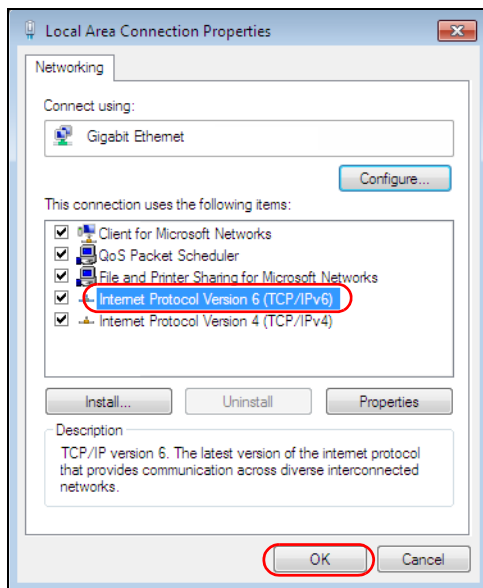 Local Area Connection Properties
Networking
Connect using:
Gigabit Ethernet
Configure...
This connection uses the following items:
Client for Microsoft Networks
QoS Packet Scheduler
File and Printer Sharing for Microsoft Networks
Internet Protocol Version 6 (TCP/IPv6)
Internet Protocol Version 4 (TCP/IPv4)
Install... Uninstall Properties
Description
TCP/IP version 6. The latest version of the internet protocol
that provides communication across diverse interconnected
networks.
OK Cancel